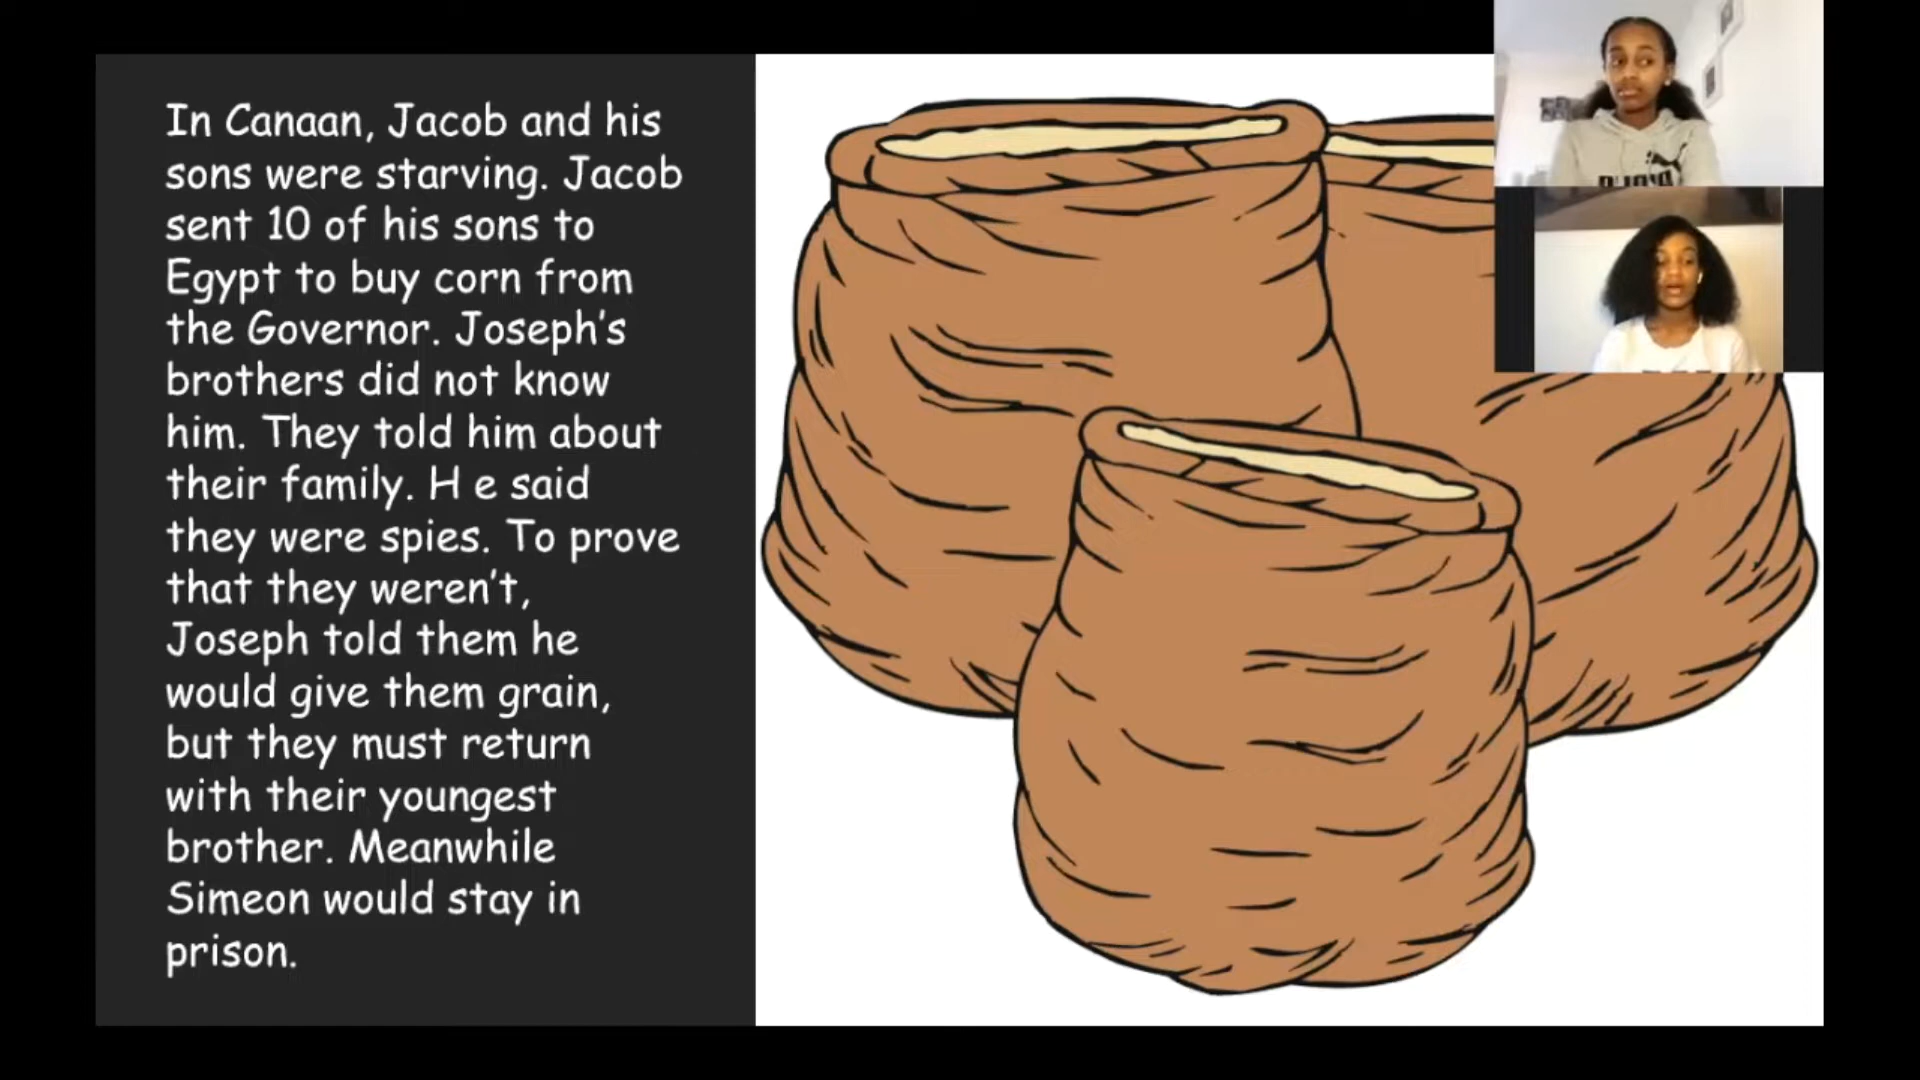 In Canaan, Jacob and his
sons were starving. Jacob
sent 10 of his sons to
Egypt to buy corn from
the Governor. Joseph's
brothers did not know
him. They told him about
their family. H e said
they were spies. To prove
that they weren't,
Joseph told them he
would give them grain,
but they must return
with their youngest
brother. Meanwhile
Simeon would stay in
prison.